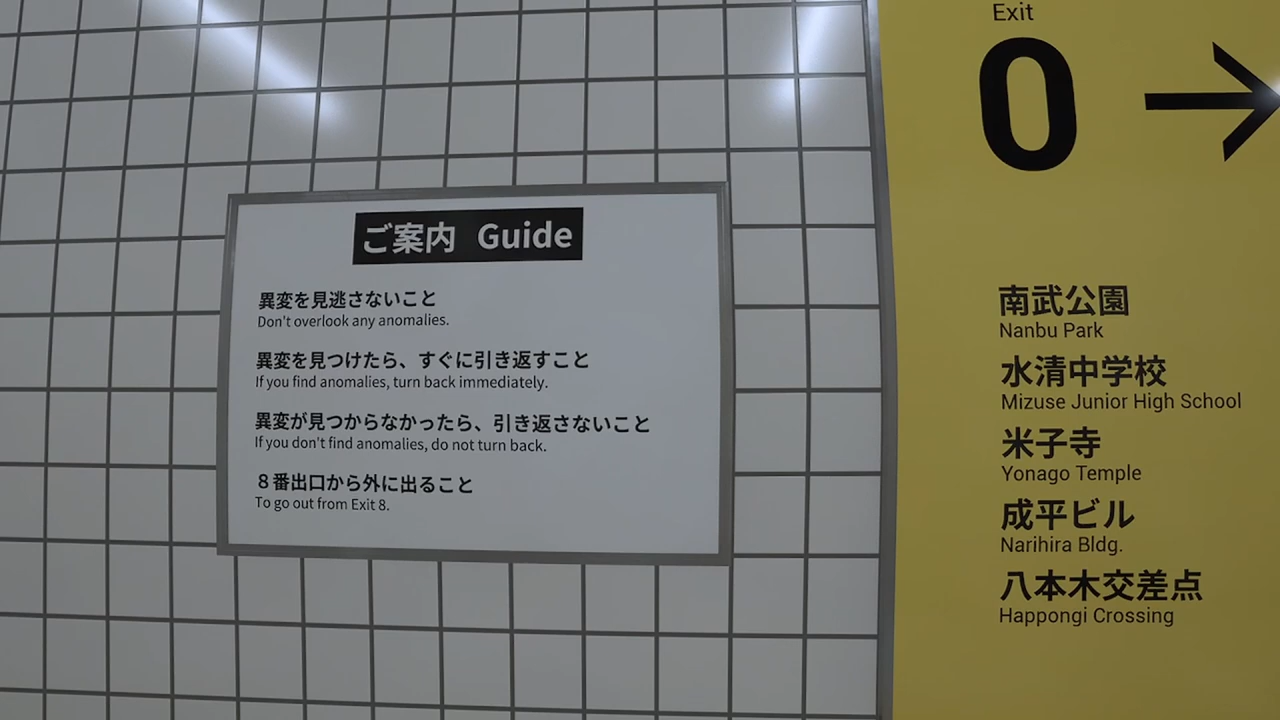 ご案内 Guide
異変を見逃さないこと
Don't overlook any anomalies.
異変を見つけたら、すぐに引き返すこと
If you find anomalies, turn back immediately.
異変が見つからなかったら、引き返さないこと
If you don't find anomalies, do not turn back.
８番出口から外に出ること
To go out from Exit 8.
Exit
0
南武公園
Nanbu Park
水清中学校
Mizuse Junior High School
米子寺
Yonago Temple
成平ビル
Narihira Bldg.
八本木交差点
Happongi Crossing